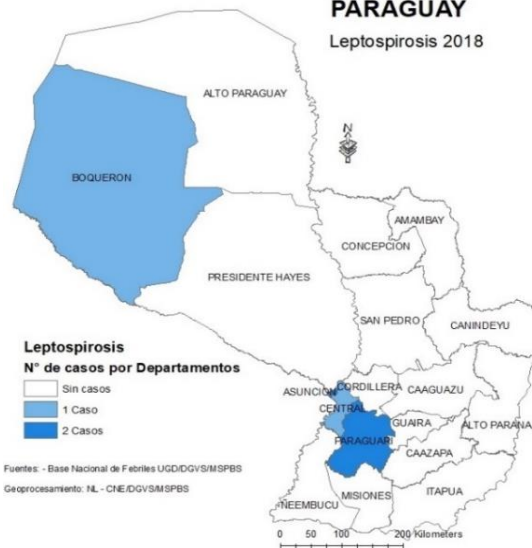 PARAGUAY
Leptospirosis 2018
N
ALTO PARAGUAY
BOQUERON
AMAMBAY
CONCEPCION
PRESIDENTE HAYES
SAN PEDRO
CANINDEYU
Leptospirosis
N° de casos por Departamentos
Sin casos
1 Caso
2 Casos
ASUNCION
CORDILLERA
CAAGUAZU
CENTRAL
GUAIRA
ALTO PARANA
PARAGUARI
CAAZAPA
MISIONES
ITAPUA
ÑEEMBUCU
Fuentes: - Base Nacional de Febriles UGD/DGVS/MSPBS
Geoprocesamiento: NL - CNE/DGVS/MSPBS
0 50 100 200 Kilometers